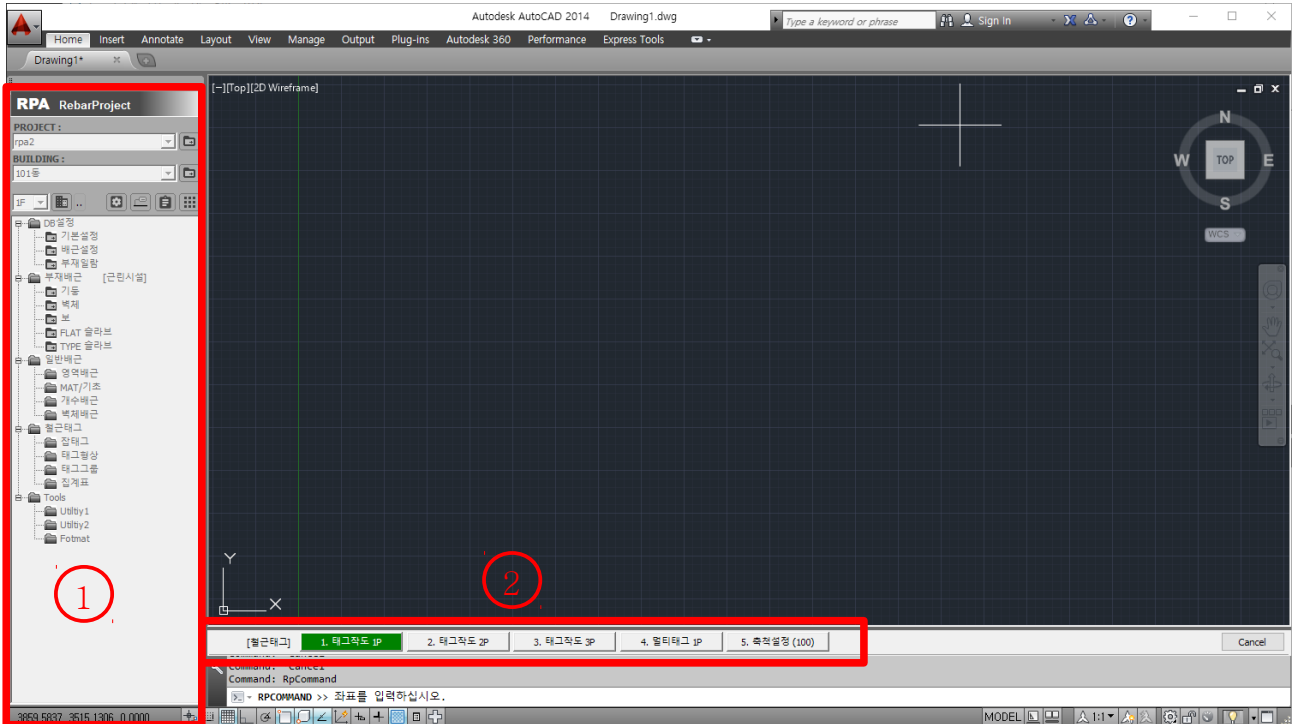 Autodesk AutoCAD 2014 Drawing1.dwg
Type a keyword or phrase
Sign In
Home Insert Annotate Layout View Manage Output Plug-ins Autodesk 360 Performance Express Tools
Drawing1*
[−][Top][2D Wireframe]
RPA RebarProject
PROJECT :
rpa2
BUILDING :
101동
1F ..
DB설정
기본설정
배근설정
부재일람
부재배근 [근린시설]
기둥
벽체
보
FLAT 슬라브
TYPE 슬라브
일반배근
영역배근
MAT/기초
개수배근
벽체배근
철근태그
잡태그
태그형상
태그그룹
집계표
Tools
Utiltiy1
Utiltiy2
Fotmat
①
N
W TOP E
S
WCS
Y
X
②
[철근태그] 1. 태그작도 1P 2. 태그작도 2P 3. 태그작도 3P 4. 멀티태그 1P 5. 축척설정 (100) Cancel
Command: *Cancel*
Command: RpCommand
RPCOMMAND >> 좌표를 입력하십시오.
3859.5837, 3515.1306, 0.0000
MODEL 1:1